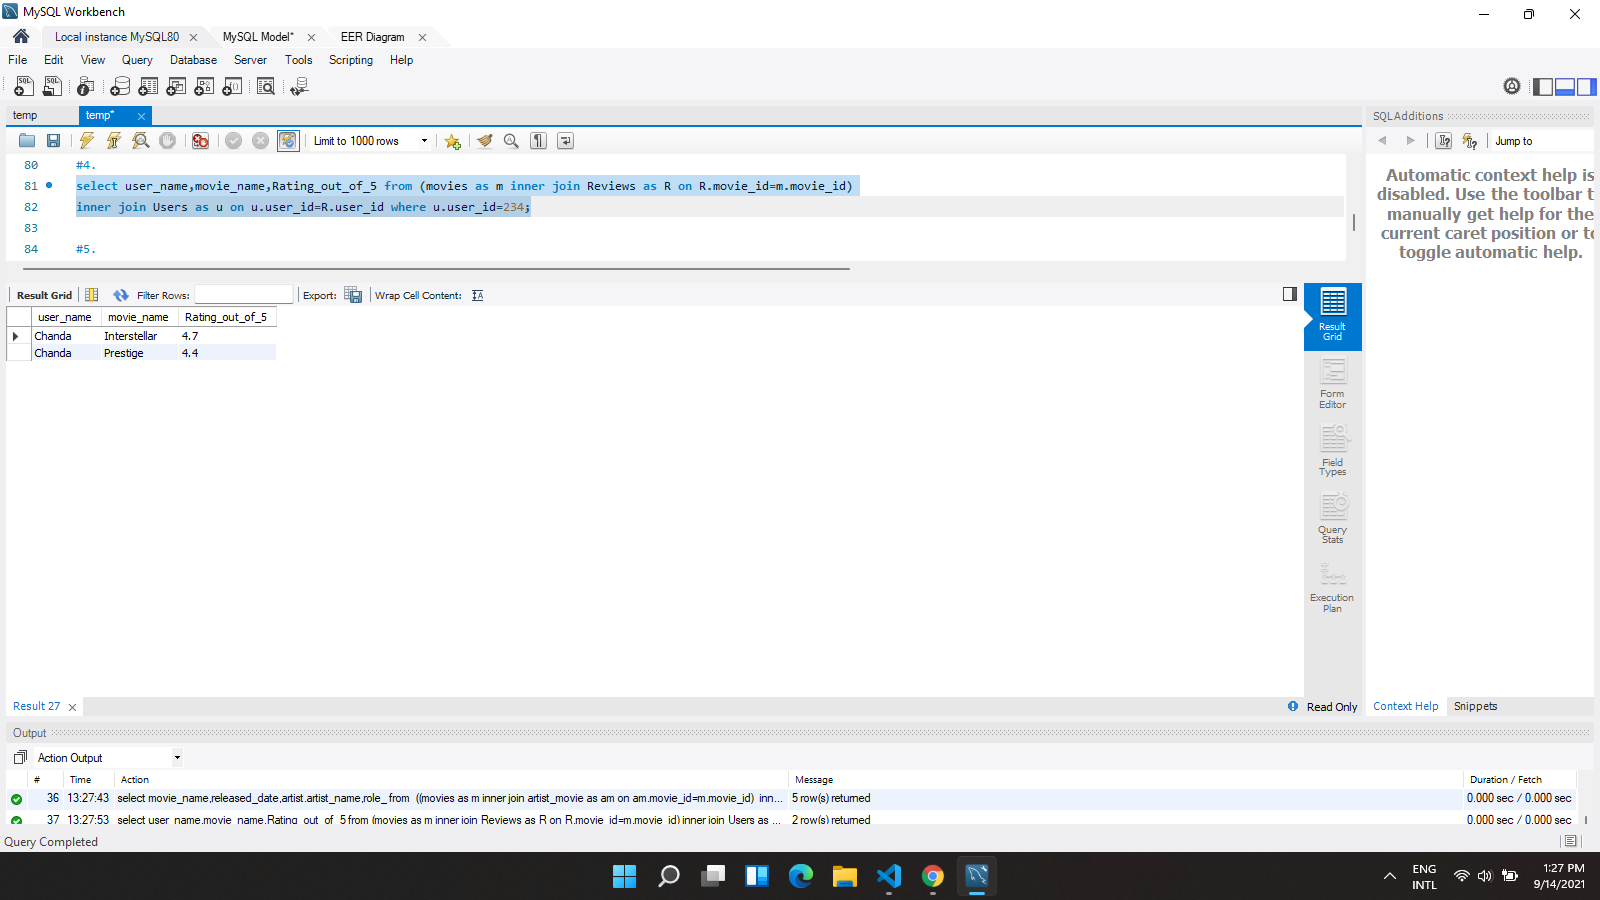 MySQL Workbench
Local instance MySQL80
MySQL Model*
EER Diagram
File Edit View Query Database Server Tools Scripting Help
temp
temp*
Limit to 1000 rows
80 #4.
81 select user_name,movie_name,Rating_out_of_5 from (movies as m inner join Reviews as R on R.movie_id=m.movie_id)
82 inner join Users as u on u.user_id=R.user_id where u.user_id=234;
83
84 #5.
SQLAdditions
Jump to
Automatic context help is
disabled. Use the toolbar t
manually get help for the
current caret position or to
toggle automatic help.
Result Grid Filter Rows: Export: Wrap Cell Content:
user_name movie_name Rating_out_of_5
Chanda Interstellar 4.7
Chanda Prestige 4.4
Result
Grid
Form
Editor
Field
Types
Query
Stats
Execution
Plan
Result 27
Read Only
Context Help Snippets
Output
Action Output
# Time Action Message Duration / Fetch
36 13:27:43 select movie_name,released_date,artist.artist_name,role_ from ((movies as m inner join artist_movie as am on am.movie_id=m.movie_id) inn... 5 row(s) returned 0.000 sec / 0.000 sec
37 13:27:53 select user_name,movie_name,Rating_out_of_5 from (movies as m inner join Reviews as R on R.movie_id=m.movie_id) inner join Users as ... 2 row(s) returned 0.000 sec / 0.000 sec
Query Completed
ENG
INTL
1:27 PM
9/14/2021